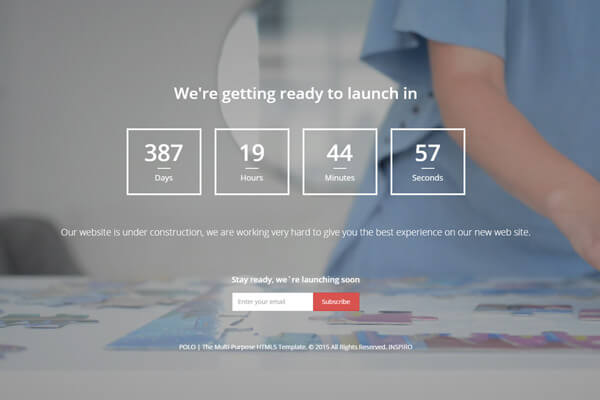 We're getting ready to launch in
387 19 44 57
Days Hours Minutes Seconds
Our website is under construction, we are working very hard to give you the best experience on our new web site.
Stay ready, we`re launching soon
Enter your email Subscribe
POLO | The Multi-Purpose HTML5 Template. © 2015 All Rights Reserved. INSPIRO